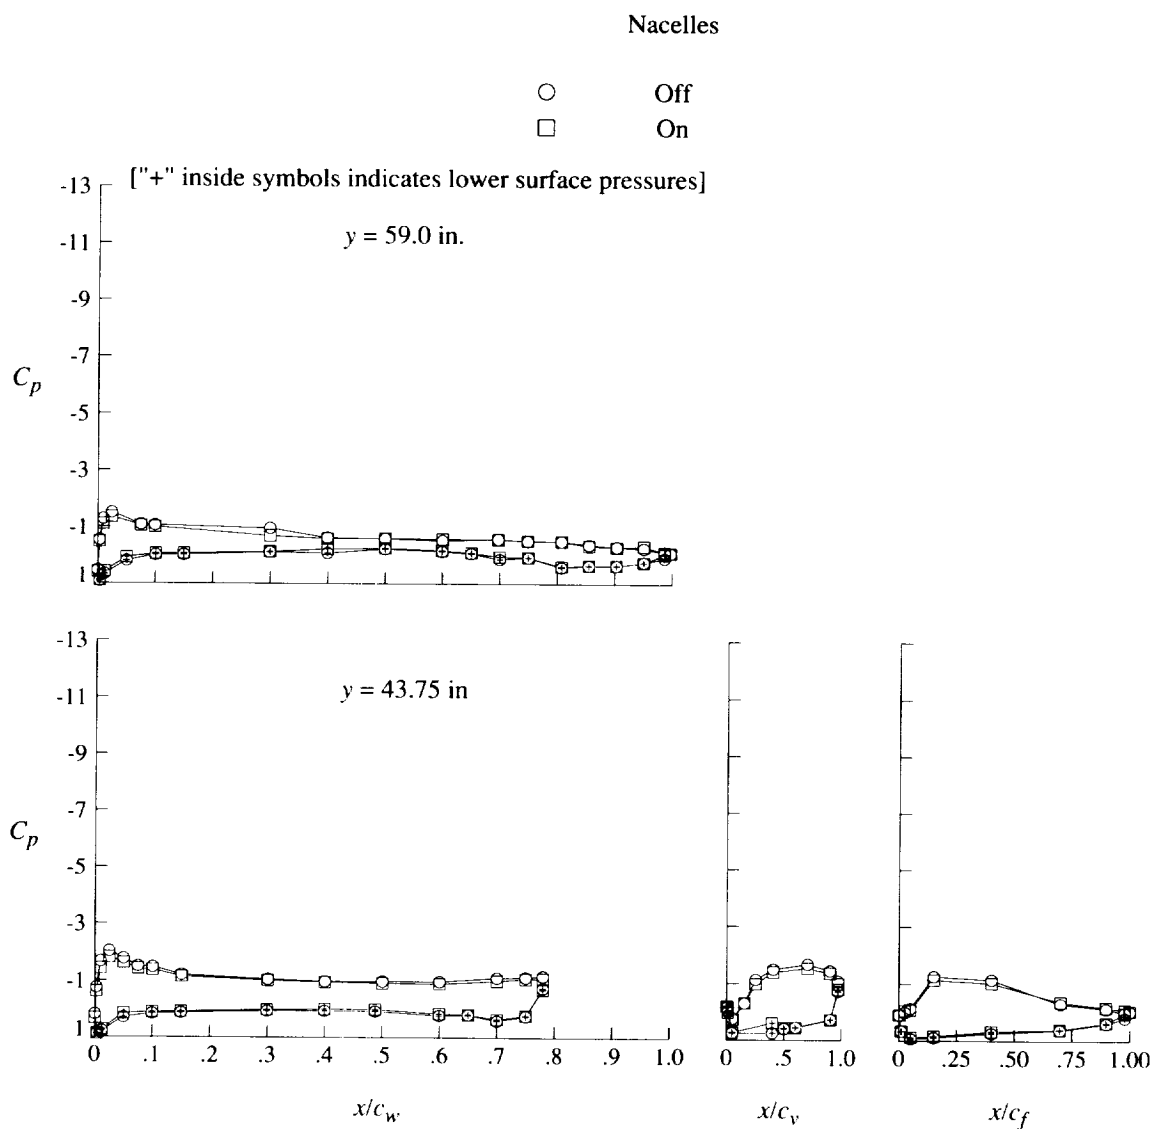 Nacelles
Off
On
["+" inside symbols indicates lower surface pressures]
y = 59.0 in.
-13
-11
-9
-7
-5
-3
-1
1
C_p
y = 43.75 in
-13
-11
-9
-7
-5
-3
-1
1
C_p
0 .1 .2 .3 .4 .5 .6 .7 .8 .9 1.0
x/c_w
0 .5 1.0
x/c_v
0 .25 .50 .75 1.00
x/c_f